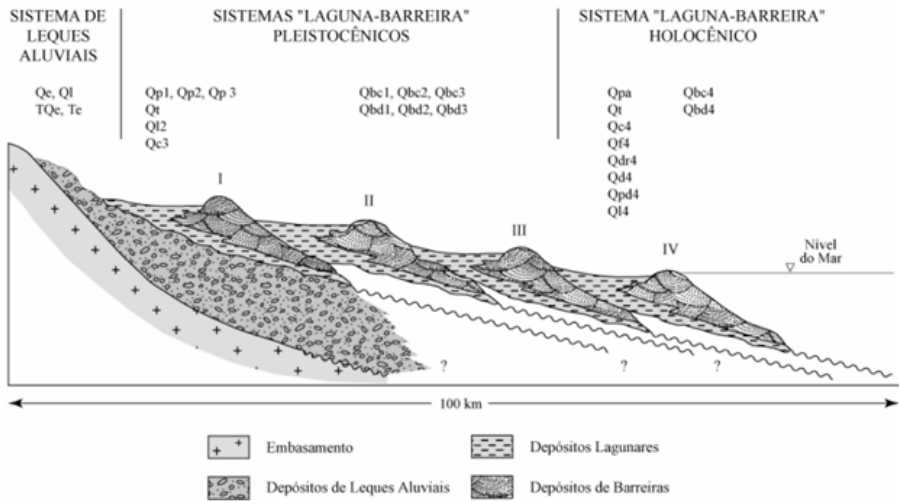 SISTEMA DE
LEQUES
ALUVIAIS
SISTEMAS "LAGUNA-BARREIRA"
PLEISTOCÊNICOS
SISTEMA "LAGUNA-BARREIRA"
HOLOCÊNICO
Qe, Ql
TQe, Te
Qp1, Qp2, Qp 3
Qt
Ql2
Qc3
Qbc1, Qbc2, Qbc3
Qbd1, Qbd2, Qbd3
Qpa
Qt
Qc4
Qf4
Qdr4
Qd4
Qpd4
Ql4
Qbc4
Qbd4
I
II
III
IV
Nível
do Mar
?
?
?
100 km
Embasamento
Depósitos Lagunares
Depósitos de Leques Aluviais
Depósitos de Barreiras